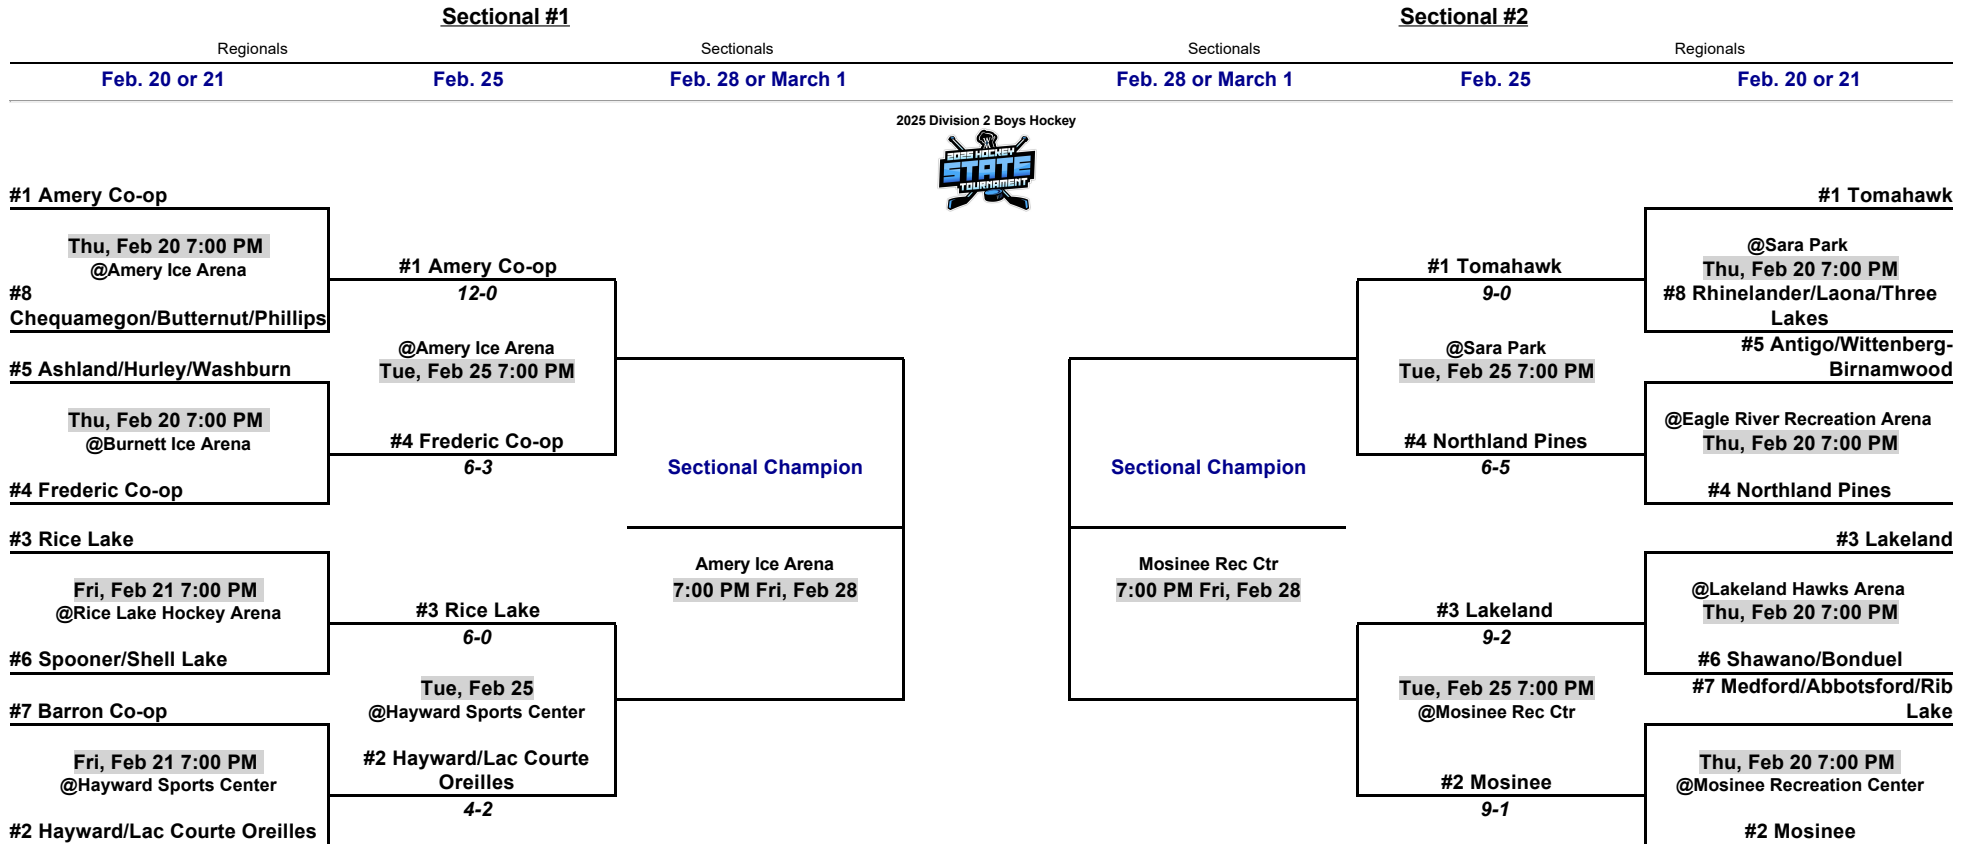 Sectional #1
Sectional #2
Regionals
Sectionals
Sectionals
Regionals
Feb. 20 or 21
Feb. 25
Feb. 28 or March 1
Feb. 28 or March 1
Feb. 25
Feb. 20 or 21
2025 Division 2 Boys Hockey
2025 HOCKEY
STATE
TOURNAMENT
#1 Amery Co-op
Thu, Feb 20 7:00 PM
@Amery Ice Arena
#8
Chequamegon/Butternut/Phillips
#5 Ashland/Hurley/Washburn
Thu, Feb 20 7:00 PM
@Burnett Ice Arena
#4 Frederic Co-op
#3 Rice Lake
Fri, Feb 21 7:00 PM
@Rice Lake Hockey Arena
#6 Spooner/Shell Lake
#7 Barron Co-op
Fri, Feb 21 7:00 PM
@Hayward Sports Center
#2 Hayward/Lac Courte Oreilles
#1 Amery Co-op
12-0
@Amery Ice Arena
Tue, Feb 25 7:00 PM
#4 Frederic Co-op
6-3
#3 Rice Lake
6-0
Tue, Feb 25
@Hayward Sports Center
#2 Hayward/Lac Courte
Oreilles
4-2
Sectional Champion
Amery Ice Arena
7:00 PM Fri, Feb 28
Sectional Champion
Mosinee Rec Ctr
7:00 PM Fri, Feb 28
#1 Tomahawk
9-0
@Sara Park
Tue, Feb 25 7:00 PM
#4 Northland Pines
6-5
#3 Lakeland
9-2
Tue, Feb 25 7:00 PM
@Mosinee Rec Ctr
#2 Mosinee
9-1
#1 Tomahawk
@Sara Park
Thu, Feb 20 7:00 PM
#8 Rhinelander/Laona/Three
Lakes
#5 Antigo/Wittenberg-
Birnamwood
@Eagle River Recreation Arena
Thu, Feb 20 7:00 PM
#4 Northland Pines
#3 Lakeland
@Lakeland Hawks Arena
Thu, Feb 20 7:00 PM
#6 Shawano/Bonduel
#7 Medford/Abbotsford/Rib
Lake
Thu, Feb 20 7:00 PM
@Mosinee Recreation Center
#2 Mosinee